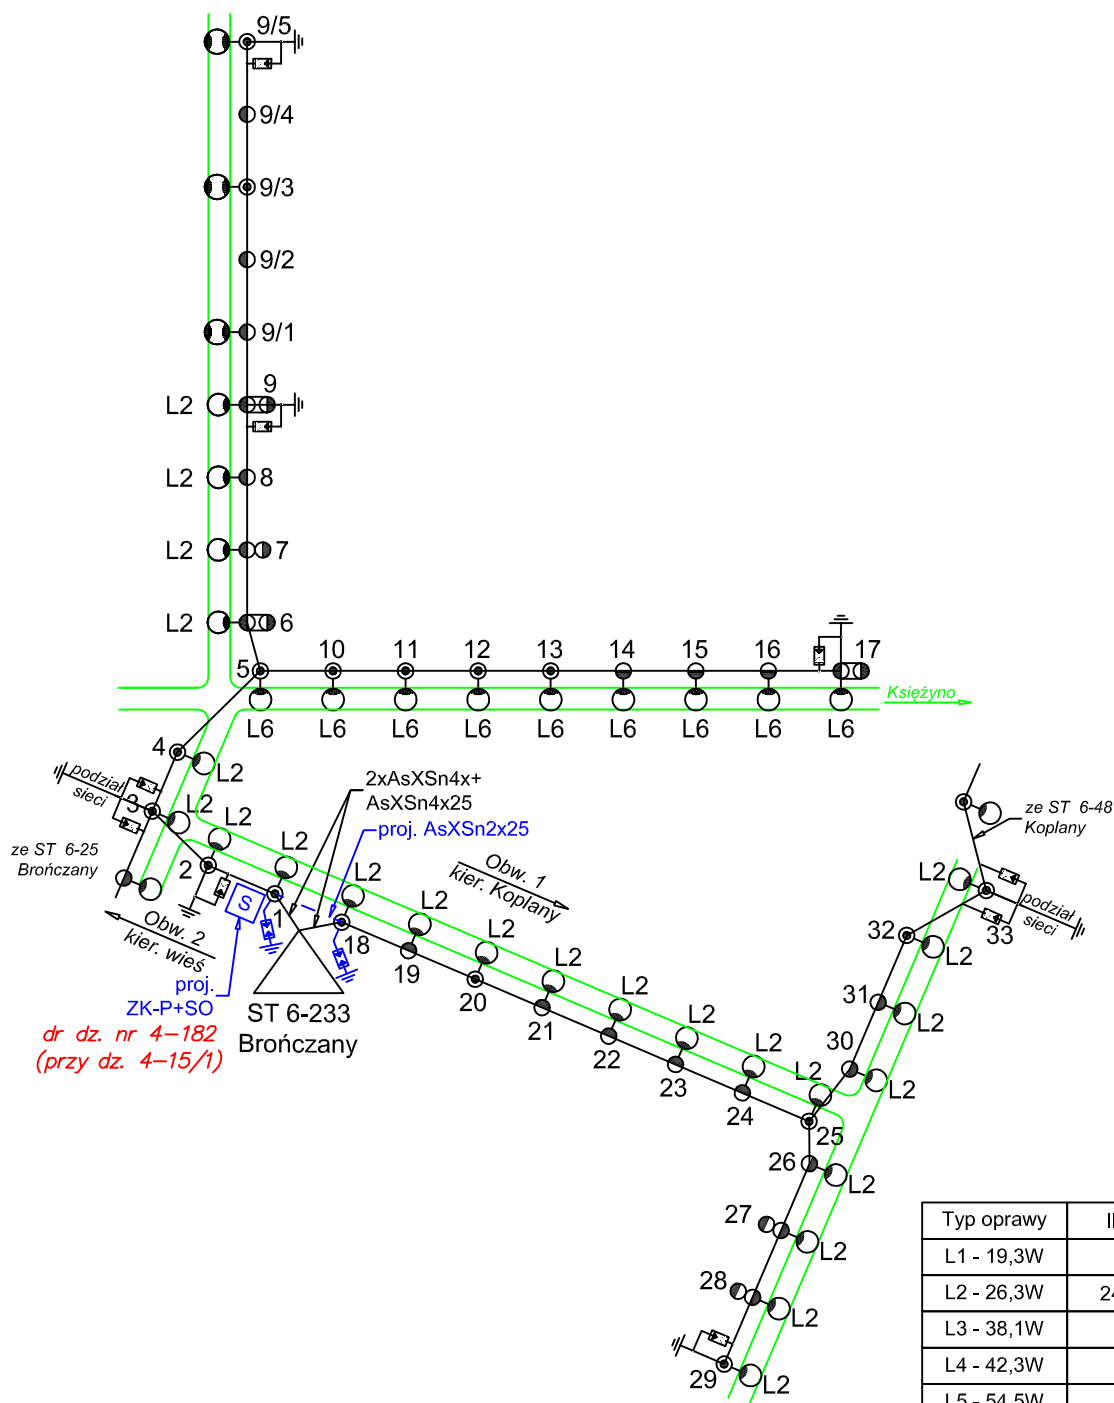 9/5
9/4
9/3
9/2
9/1
9
L2
8
L2
7
L2
6
L2
5
10
11
12
13
14
15
16
17
Księżyno
L6
L6
L6
L6
L6
L6
L6
L6
L6
4
L2
podział
sieci
3
L2
L2
2
ze ST 6-25
Brończany
L2
1
S
2xAsXSn4x+
AsXSn4x25
proj. AsXSn2x25
Obw. 1
kier. Koplany
Obw. 2
kier. wieś
proj.
ZK-P+SO
dr dz. nr 4-182
(przy dz. 4-15/1)
ST 6-233
Brończany
L2
18
L2
19
L2
20
L2
21
L2
22
L2
23
L2
24
L2
25
ze ST 6-48
Koplany
L2
33
podział
sieci
32
L2
31
L2
30
L2
26
L2
27
L2
28
L2
29
L2
Typ opra­wy
L1 - 19,3W
L2 - 26,3W
L3 - 38,1W
L4 - 42,3W
L5 - 54,5W